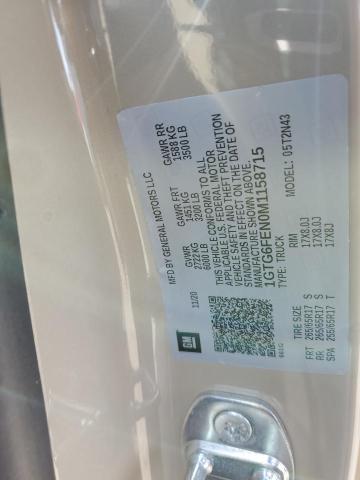 MFD BY GENERAL MOTORS LLC
11/20
GVWR
2722 KG
6000 LB
GAWR FRT
1451 KG
3200 LB
GAWR RR
1588 KG
3500 LB
THIS VEHICLE CONFORMS TO ALL
APPLICABLE U.S. FEDERAL MOTOR
VEHICLE SAFETY AND THEFT PREVENTION
STANDARDS IN EFFECT ON THE DATE OF
MANUFACTURE SHOWN ABOVE.
1GTG6FEN0M1158715
TYPE: TRUCK
MODEL: 05T2N43
GM
TIRE SIZE RIM
FRT 265/65R17 S 17X8.0J
RR 265/65R17 S 17X8.0J
SPA 255/65R17 T 17X8J